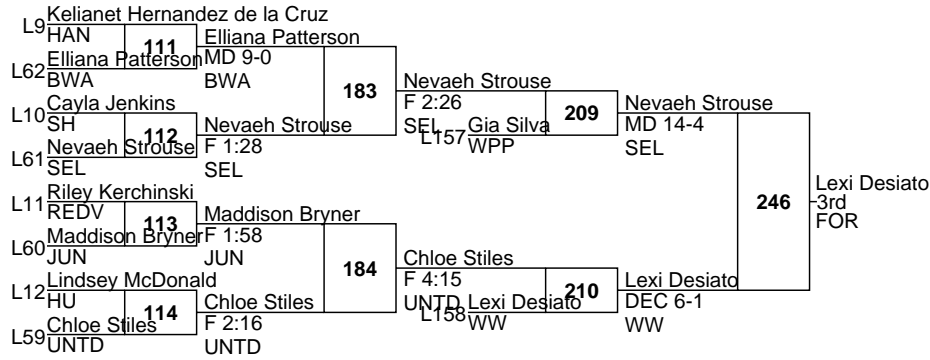 L9 Kelianet Hernandez de la Cruz
HAN
111
L62 Elliana Patterson
BWA
Elliana Patterson
MD 9-0
BWA
L10 Cayla Jenkins
SH
112
L61 Nevaeh Strouse
SEL
Nevaeh Strouse
F 1:28
SEL
183
Nevaeh Strouse
F 2:26
SEL
L157 Gia Silva
WPP
209
Nevaeh Strouse
MD 14-4
SEL
L11 Riley Kerchinski
REDV
113
L60 Maddison Bryner
JUN
Maddison Bryner
F 1:58
JUN
L12 Lindsey McDonald
HU
114
L59 Chloe Stiles
UNTD
Chloe Stiles
F 2:16
UNTD
184
Chloe Stiles
F 4:15
UNTD
L158 Lexi Desiato
WW
210
Lexi Desiato
DEC 6-1
WW
246
Lexi Desiato
3rd
FOR